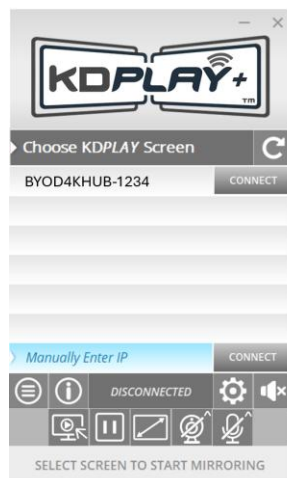 KDPLAY+
TM
Choose KDPLAY Screen
BYOD4KHUB-1234 CONNECT
Manually Enter IP CONNECT
DISCONNECTED
SELECT SCREEN TO START MIRRORING